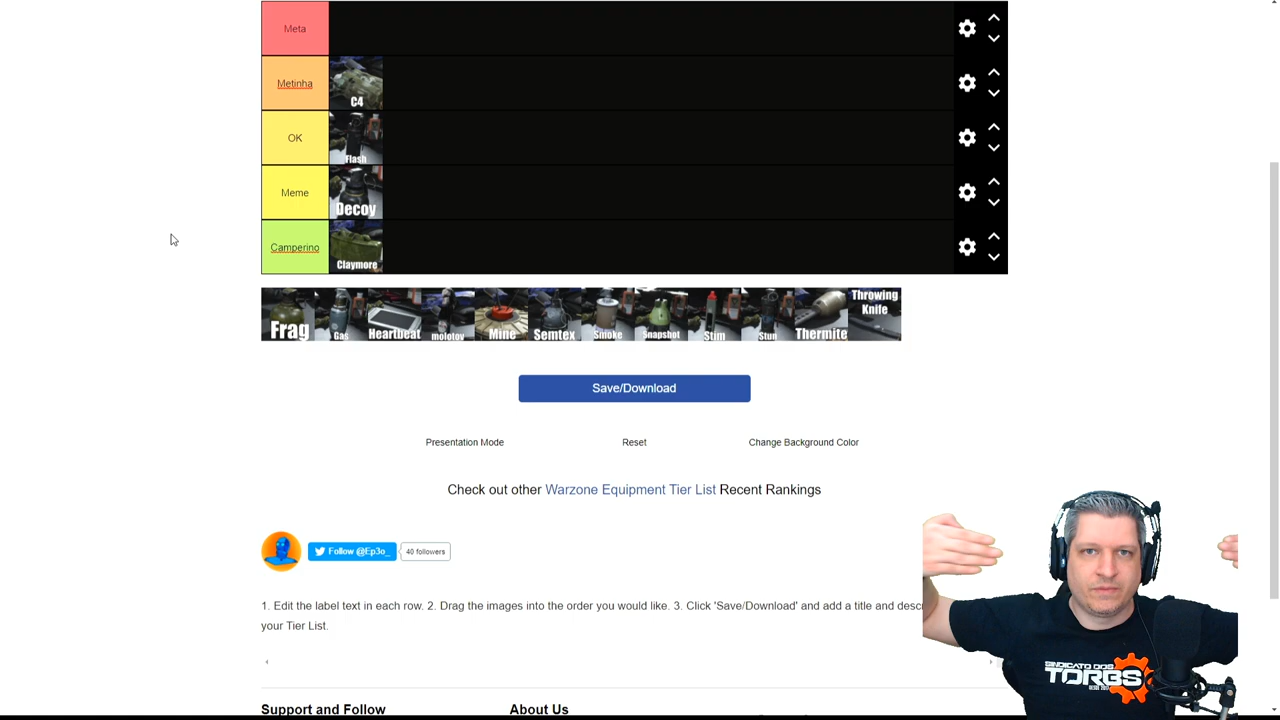 Meta
Metinha
C4
OK
Flash
Meme
Decoy
Camperino
Claymore
Frag Gas Heartbeat molotov Mine Semtex Smoke Snapshot Stim Stun Thermite Throwing Knife
Save/Download
Presentation Mode Reset Change Background Color
Check out other Warzone Equipment Tier List Recent Rankings
Follow @Ep3o_ 40 followers
1. Edit the label text in each row. 2. Drag the images into the order you would like. 3. Click 'Save/Download' and add a title and descr
your Tier List.
Support and Follow About Us
SINDICATO DOS
TORGS